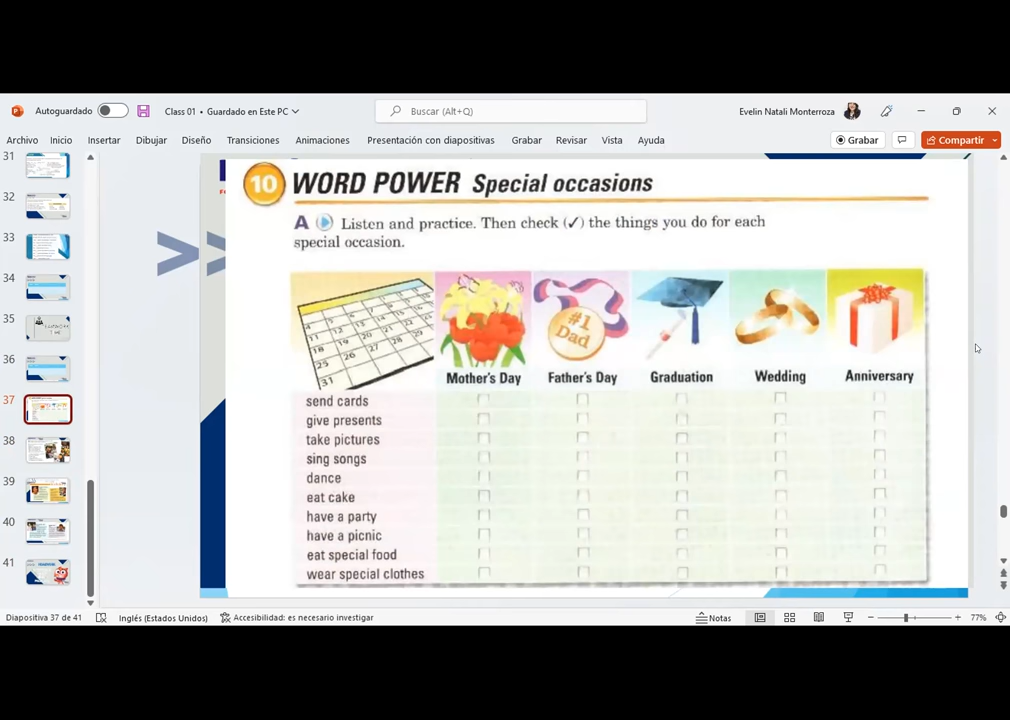 Autoguardado
Class 01 • Guardado en Este PC
Buscar (Alt+Q)
Evelin Natali Monterroza
Archivo Inicio Insertar Dibujar Diseño Transiciones Animaciones Presentación con diapositivas Grabar Revisar Vista Ayuda
Grabar
Compartir
31
32
33
34
35
36
37
38
39
40
41
10 WORD POWER Special occasions
A Listen and practice. Then check (✓) the things you do for each
special occasion.
#1
Dad
Mother's Day Father's Day Graduation Wedding Anniversary
send cards
give presents
take pictures
sing songs
dance
eat cake
have a party
have a picnic
eat special food
wear special clothes
Diapositiva 37 de 41 Inglés (Estados Unidos) Accesibilidad: es necesario investigar Notas 77%